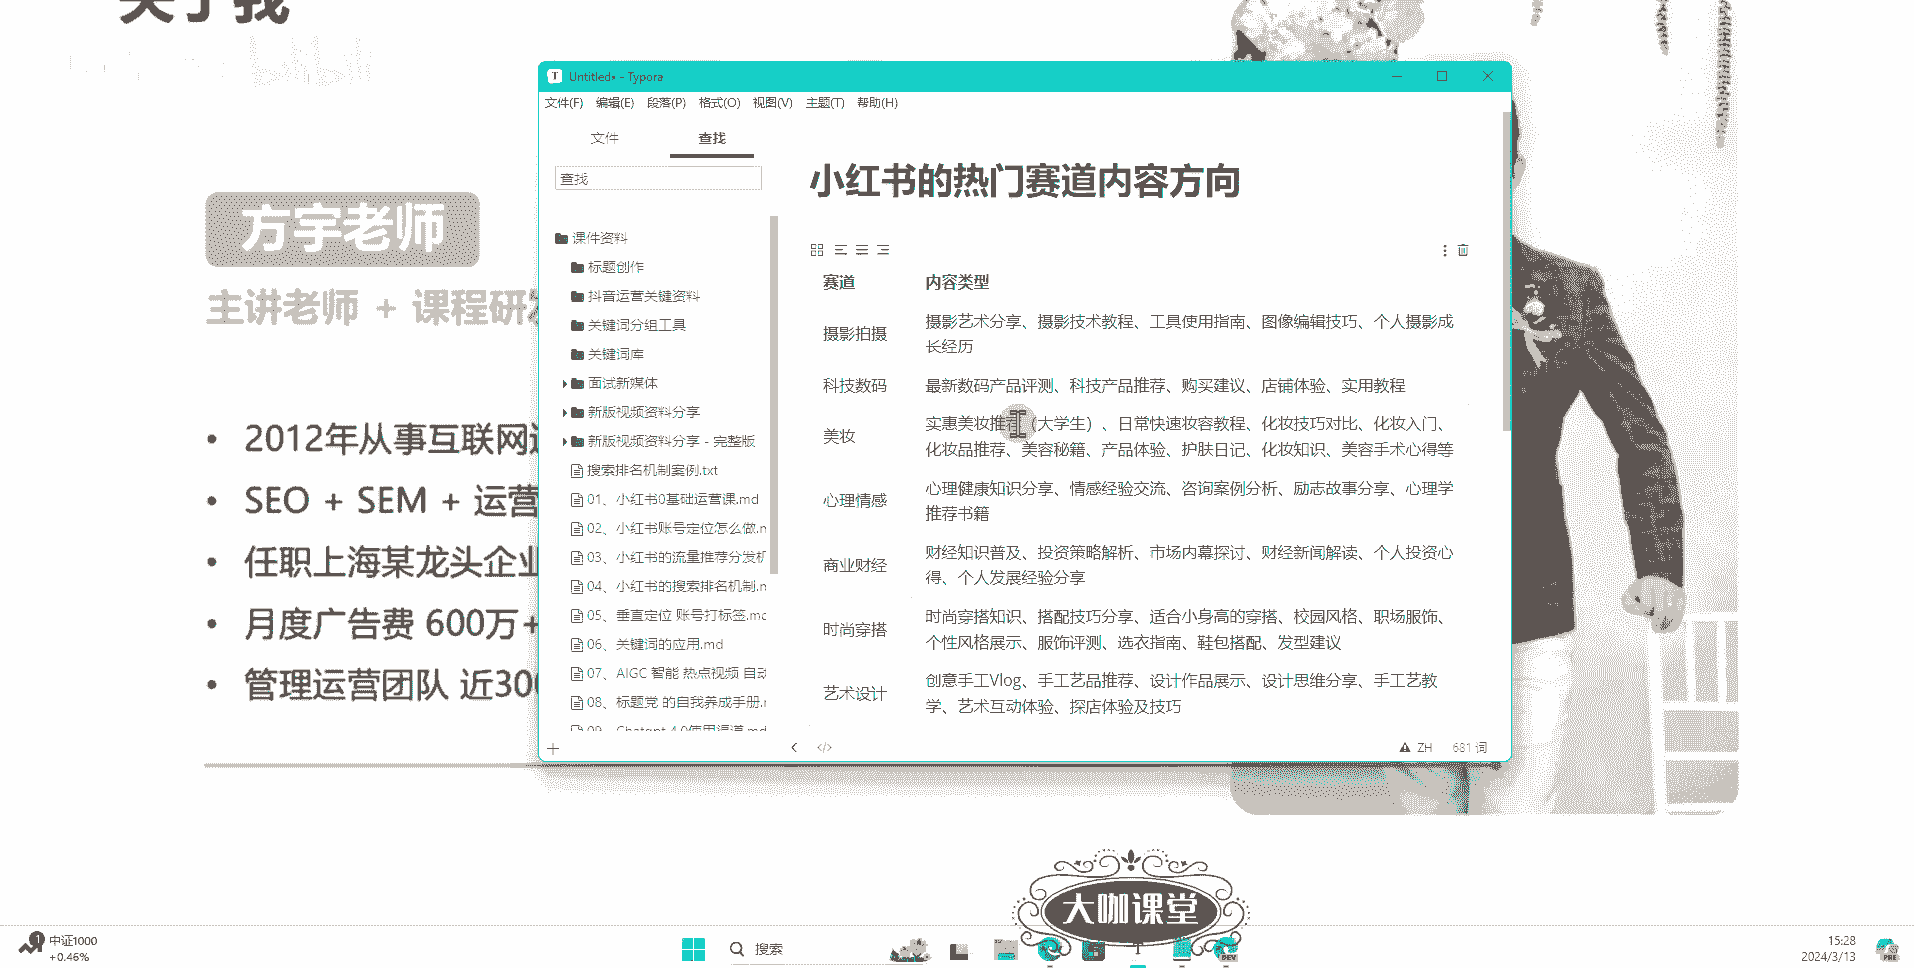 关于我
方宇老师
主讲老师 + 课程研
2012年从事互联网
SEO + SEM + 运营
任职上海某龙头企业
月度广告费 600万+
管理运营团队 近300
Untitled• - Typora
文件(F) 编辑(E) 段落(P) 格式(O) 视图(V) 主题(T) 帮助(H)
文件 查找
查找
课件资料
标题创作
抖音运营关键资料
关键词分组工具
关键词库
面试新媒体
新版视频资料分享
新版视频资料分享 - 完整版
搜索排名机制案例.txt
01、小红书0基础运营课.md
02、小红书账号定位怎么做.m
03、小红书的流量推荐分发机
04、小红书的搜索排名机制.m
05、垂直定位 账号打标签.md
06、关键词的应用.md
07、AIGC 智能 热点视频 自动
08、标题党 的自我养成手册.m
09、Chatgpt 4.0使用渠道.md
小红书的热门赛道内容方向
赛道 内容类型
摄影拍摄 摄影艺术分享、摄影技术教程、工具使用指南、图像编辑技巧、个人摄影成
长经历
科技数码 最新数码产品评测、科技产品推荐、购买建议、店铺体验、实用教程
美妆 实惠美妆推荐（大学生）、日常快速妆容教程、化妆技巧对比、化妆入门、
化妆品推荐、美容秘籍、产品体验、护肤日记、化妆知识、美容手术心得等
心理情感 心理健康知识分享、情感经验交流、咨询案例分析、励志故事分享、心理学
推荐书籍
商业财经 财经知识普及、投资策略解析、市场内幕探讨、财经新闻解读、个人投资心
得、个人发展经验分享
时尚穿搭 时尚穿搭知识、搭配技巧分享、适合小身高的穿搭、校园风格、职场服饰、
个性风格展示、服饰评测、选衣指南、鞋包搭配、发型建议
艺术设计 创意手工Vlog、手工艺品推荐、设计作品展示、设计思维分享、手工艺教
学、艺术互动体验、探店体验及技巧
ZH 681 词
大咖课堂
1 中证1000
+0.46%
搜索
DEV
15:28
2024/3/13
PRE